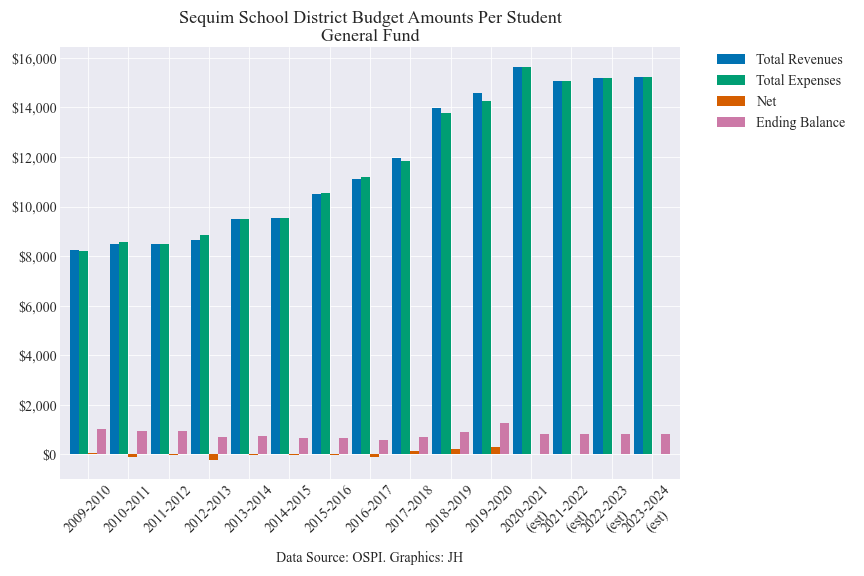 Sequim School District Budget Amounts Per Student
General Fund
$16,000
$14,000
$12,000
$10,000
$8,000
$6,000
$4,000
$2,000
$0
Total Revenues
Total Expenses
Net
Ending Balance
2009-2010
2010-2011
2011-2012
2012-2013
2013-2014
2014-2015
2015-2016
2016-2017
2017-2018
2018-2019
2019-2020
2020-2021
(est)
2021-2022
(est)
2022-2023
(est)
2023-2024
(est)
Data Source: OSPI. Graphics: JH